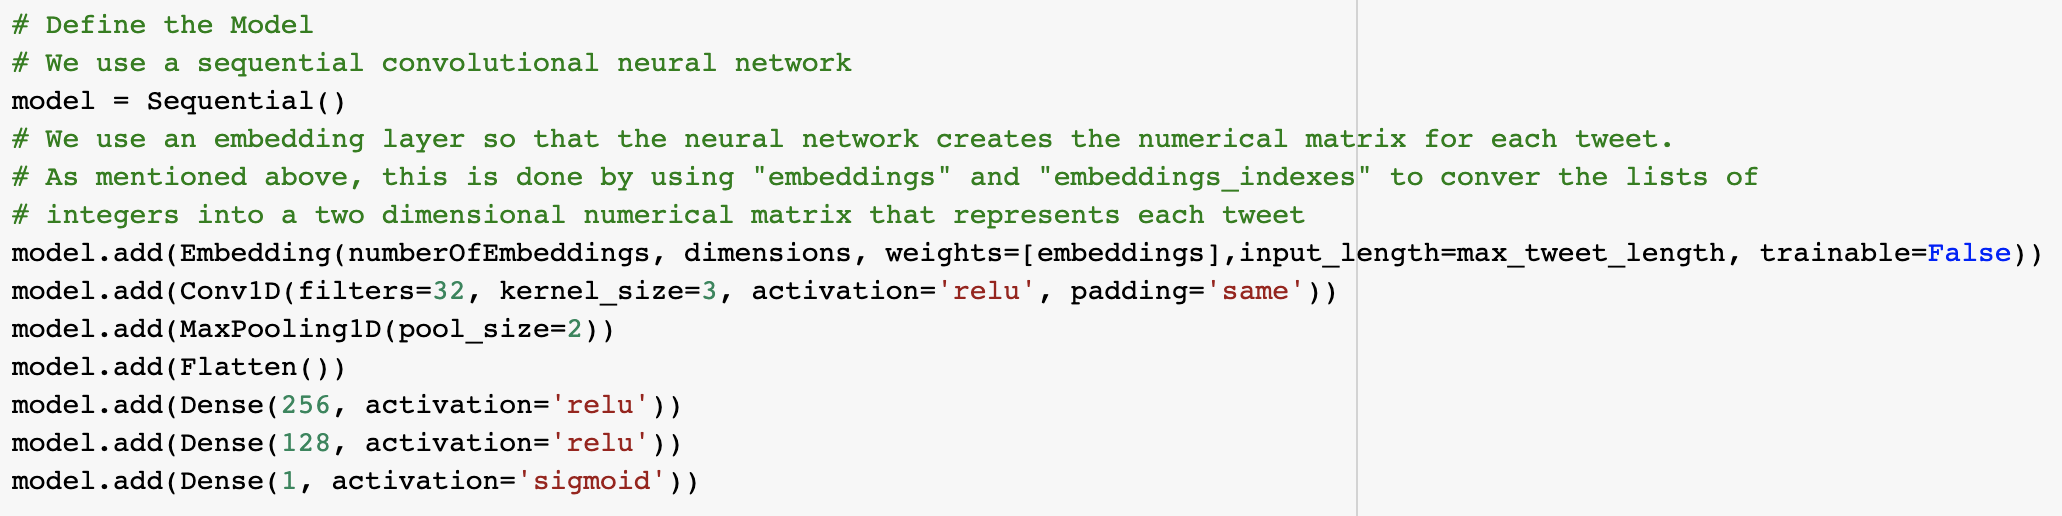 # Define the Model
# We use a sequential convolutional neural network
model = Sequential()
# We use an embedding layer so that the neural network creates the numerical matrix for each tweet.
# As mentioned above, this is done by using "embeddings" and "embeddings_indexes" to conver the lists of
# integers into a two dimensional numerical matrix that represents each tweet
model.add(Embedding(numberOfEmbeddings, dimensions, weights=[embeddings],input_length=max_tweet_length, trainable=False))
model.add(Conv1D(filters=32, kernel_size=3, activation='relu', padding='same'))
model.add(MaxPooling1D(pool_size=2))
model.add(Flatten())
model.add(Dense(256, activation='relu'))
model.add(Dense(128, activation='relu'))
model.add(Dense(1, activation='sigmoid'))